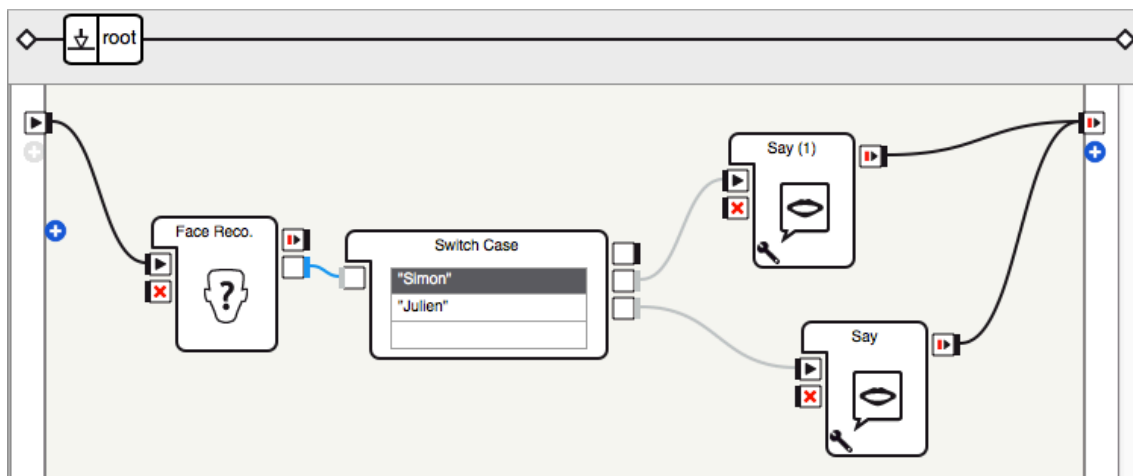 root
Face Reco.
Switch Case
"Simon"
"Julien"
Say (1)
Say